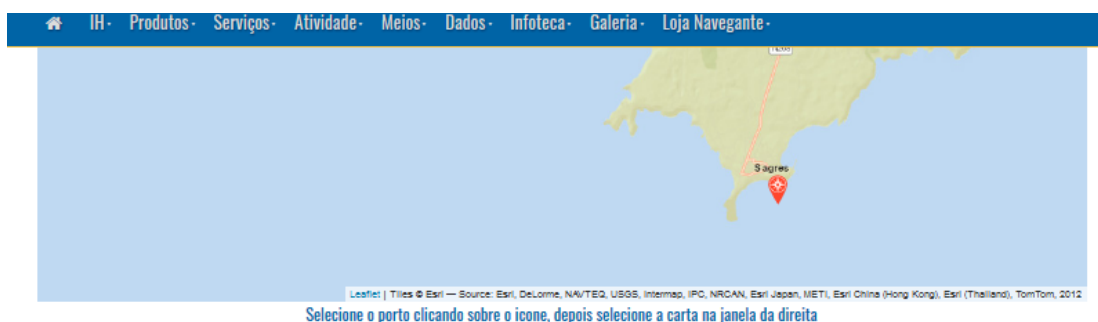 IH Produtos Serviços Atividade Meios Dados Infoteca Galeria Loja Navegante
Sagres
Leaflet | Tiles © Esri — Source: Esri, DeLorme, NAVTEQ, USGS, Intermap, IPC, NRCAN, Esri Japan, METI, Esri China (Hong Kong), Esri (Thailand), TomTom, 2012
Selecione o porto clicando sobre o icone, depois selecione a carta na janela da direita